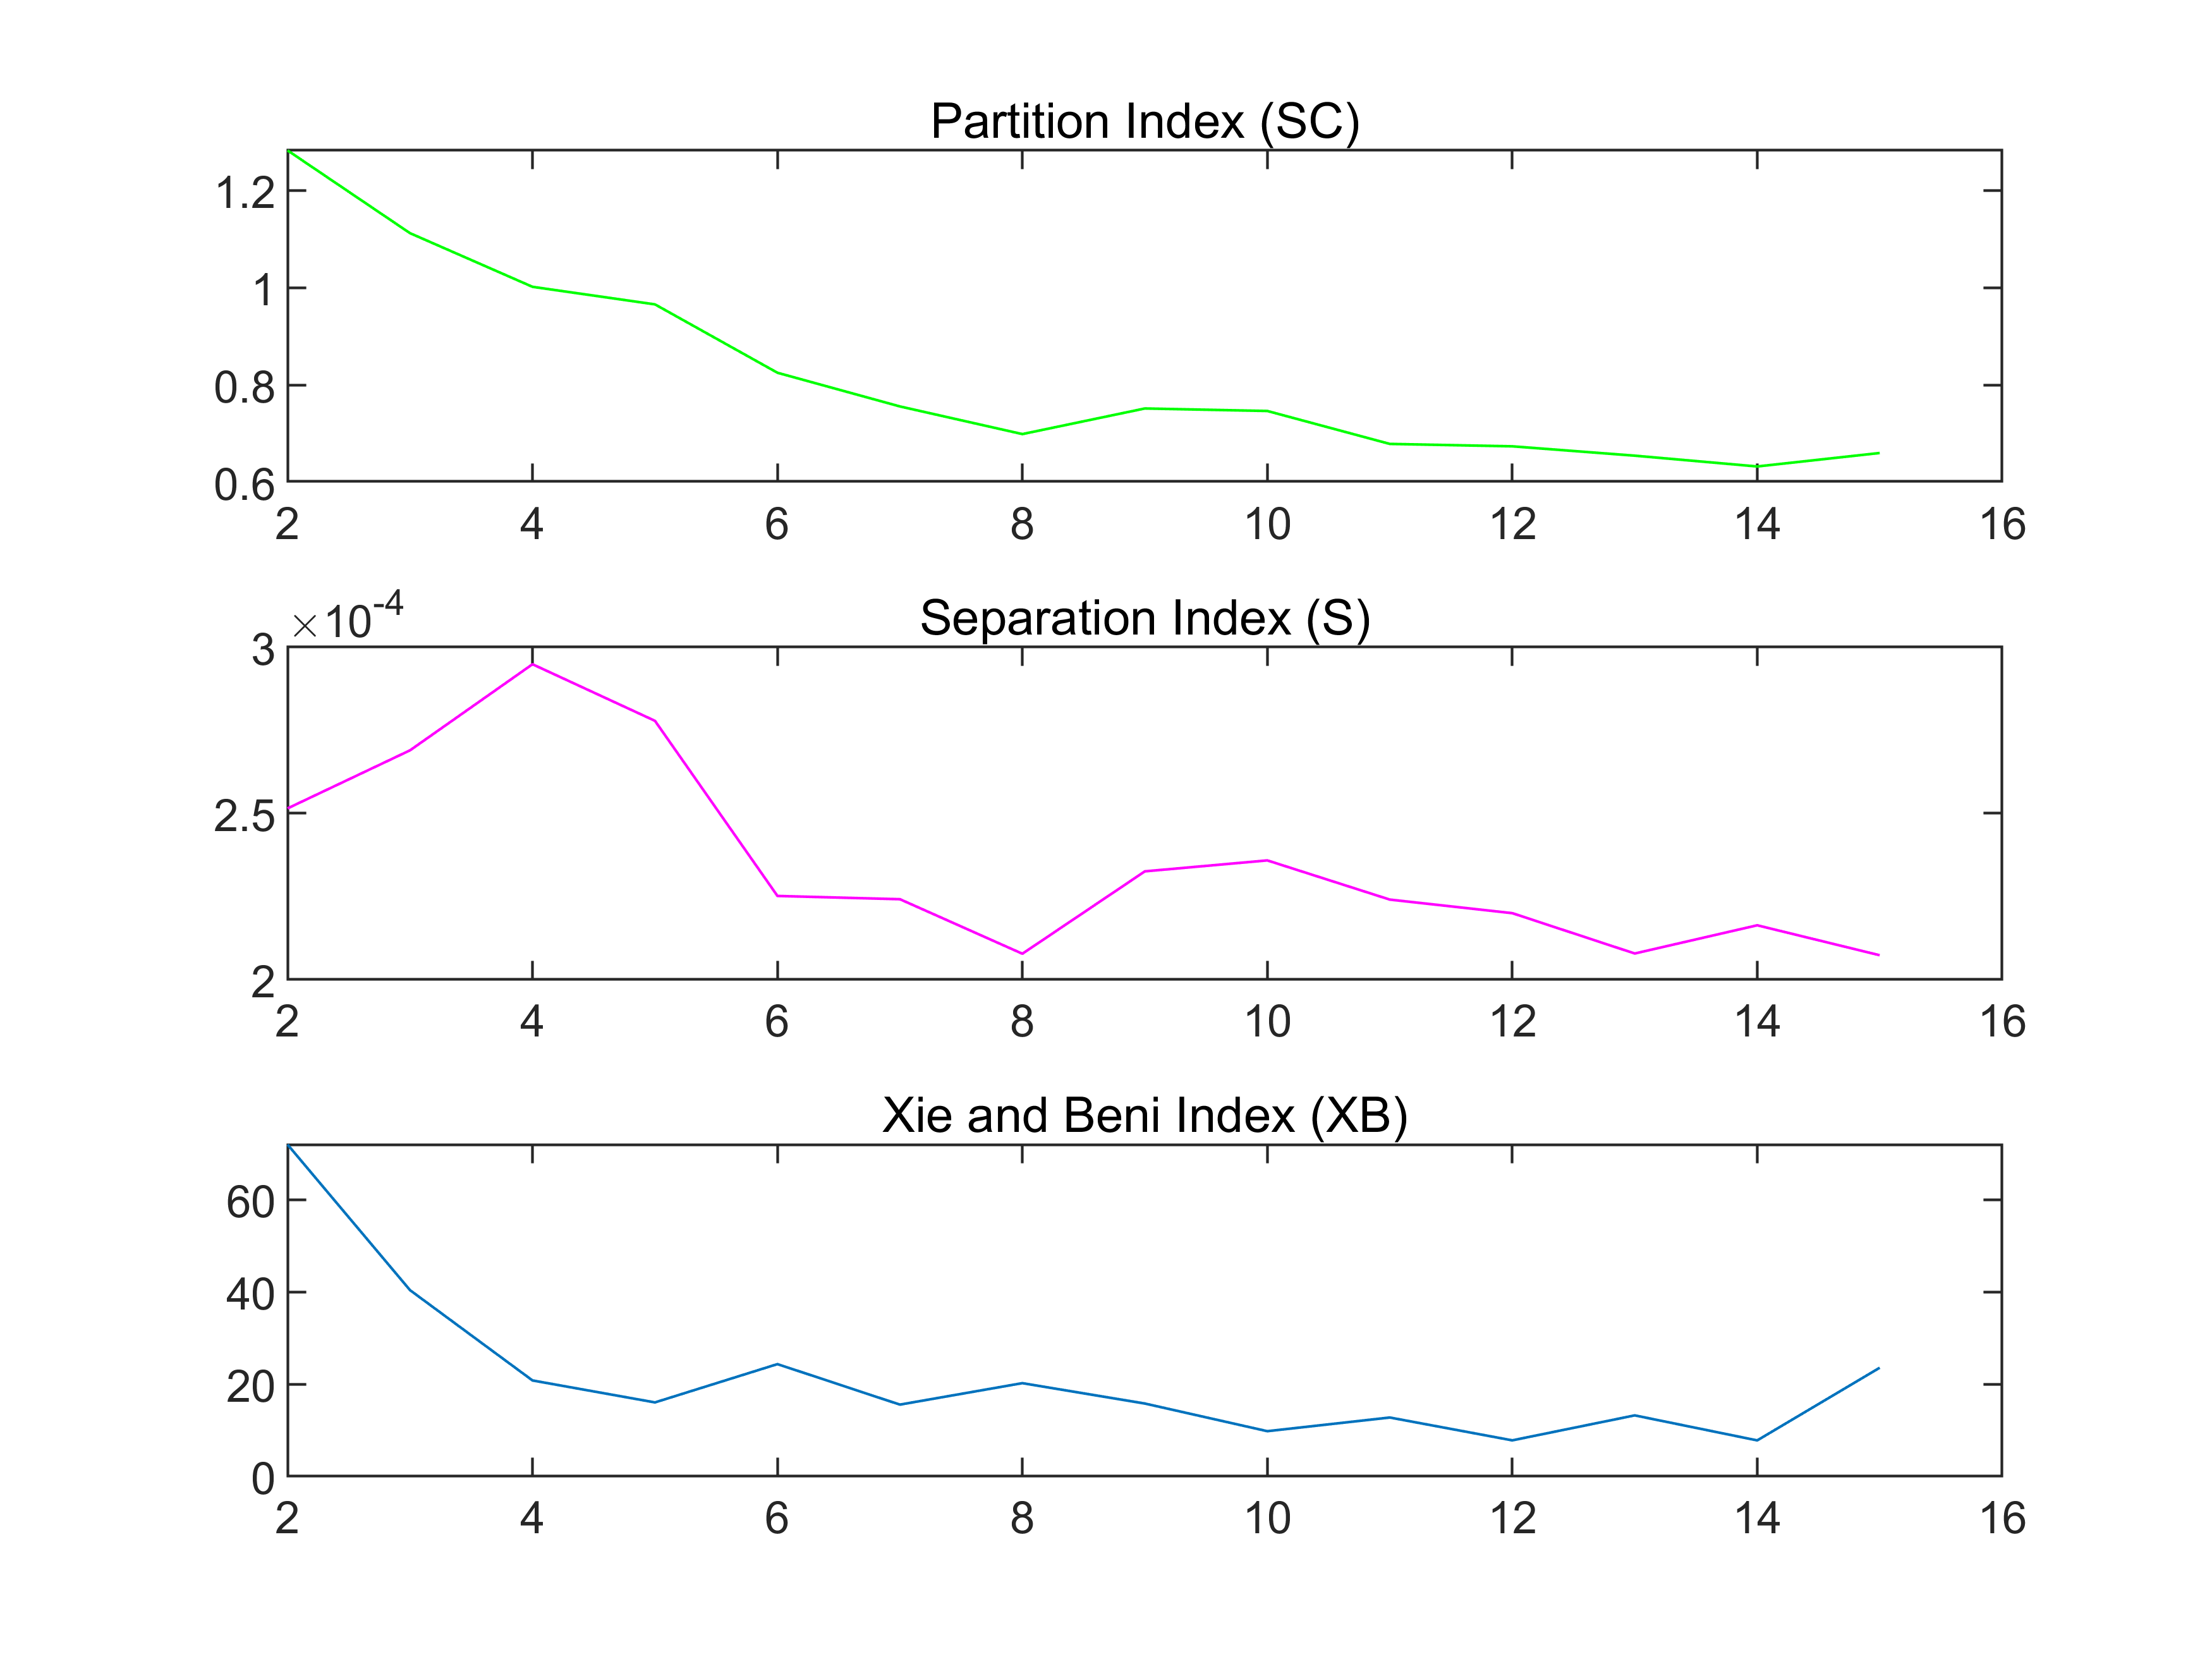 Partition Index (SC)
1.2
1
0.8
0.6
2 4 6 8 10 12 14 16
×10-4
Separation Index (S)
3
2.5
2
2 4 6 8 10 12 14 16
Xie and Beni Index (XB)
60
40
20
0
2 4 6 8 10 12 14 16